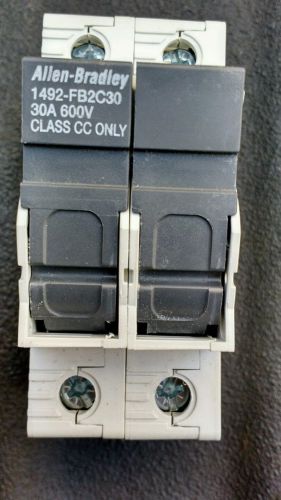 Allen-Bradley
1492-FB2C30
30A 600V
CLASS CC ONLY